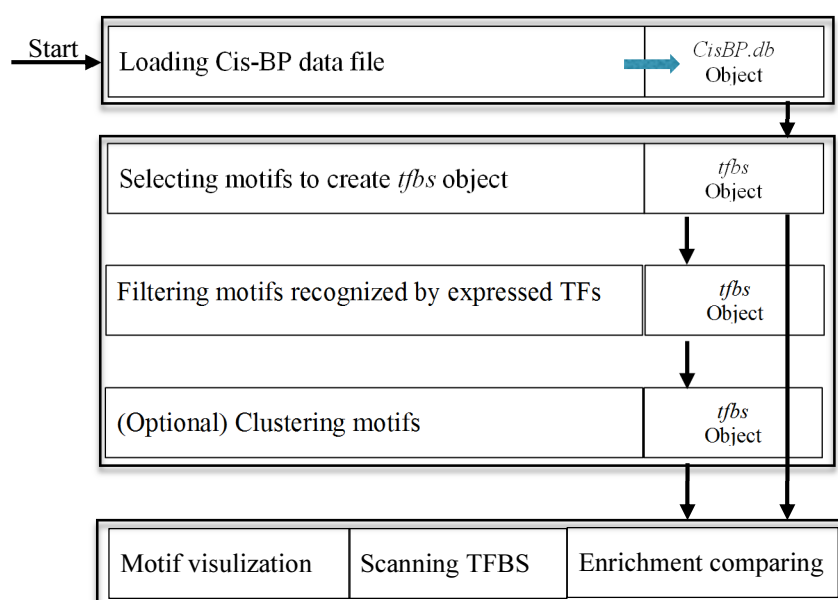 Start
Loading Cis-BP data file
CisBP.db
Object
Selecting motifs to create tfbs object
tfbs
Object
Filtering motifs recognized by expressed TFs
tfbs
Object
(Optional) Clustering motifs
tfbs
Object
Motif visulization
Scanning TFBS
Enrichment comparing